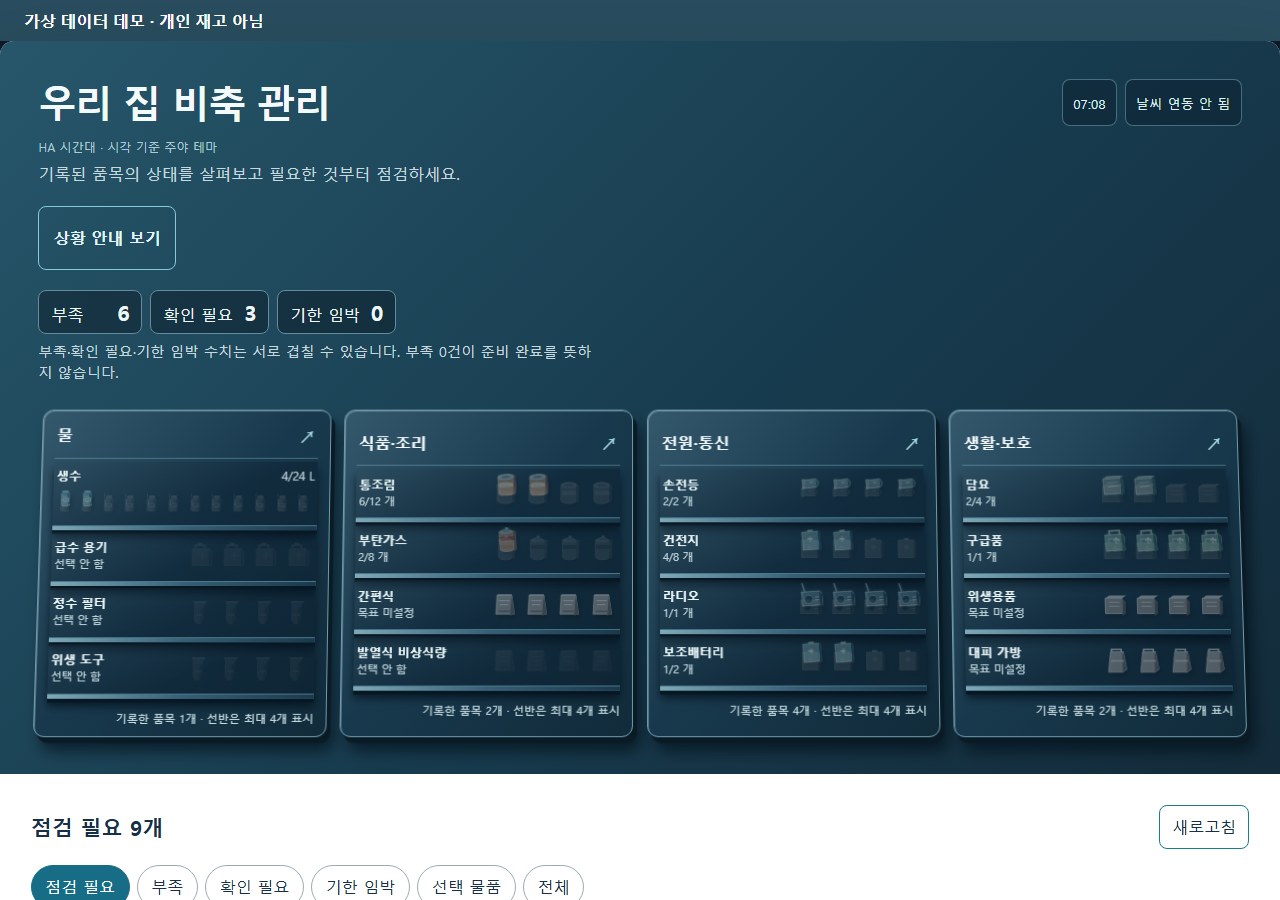 가상 데이터 데모 · 개인 재고 아님
우리 집 비축 관리
07:08
날씨 연동 안 됨
HA 시간대 · 시각 기준 주야 테마
기록된 품목의 상태를 살펴보고 필요한 것부터 점검하세요.
상황 안내 보기
부족 6
확인 필요 3
기한 임박 0
부족·확인 필요·기한 임박 수치는 서로 겹칠 수 있습니다. 부족 0건이 준비 완료를 뜻하
지 않습니다.
물
생수 4/24 L
급수 용기
선택 안 함
정수 필터
선택 안 함
위생 도구
선택 안 함
기록한 품목 1개 · 선반은 최대 4개 표시
식품·조리
통조림
6/12 개
부탄가스
2/8 개
간편식
목표 미설정
발열식 비상식량
선택 안 함
기록한 품목 2개 · 선반은 최대 4개 표시
전원·통신
손전등
2/2 개
건전지
4/8 개
라디오
1/1 개
보조배터리
1/2 개
기록한 품목 4개 · 선반은 최대 4개 표시
생활·보호
담요
2/4 개
구급품
1/1 개
위생용품
목표 미설정
대피 가방
목표 미설정
기록한 품목 2개 · 선반은 최대 4개 표시
점검 필요 9개
새로고침
점검 필요
부족
확인 필요
기한 임박
선택 물품
전체